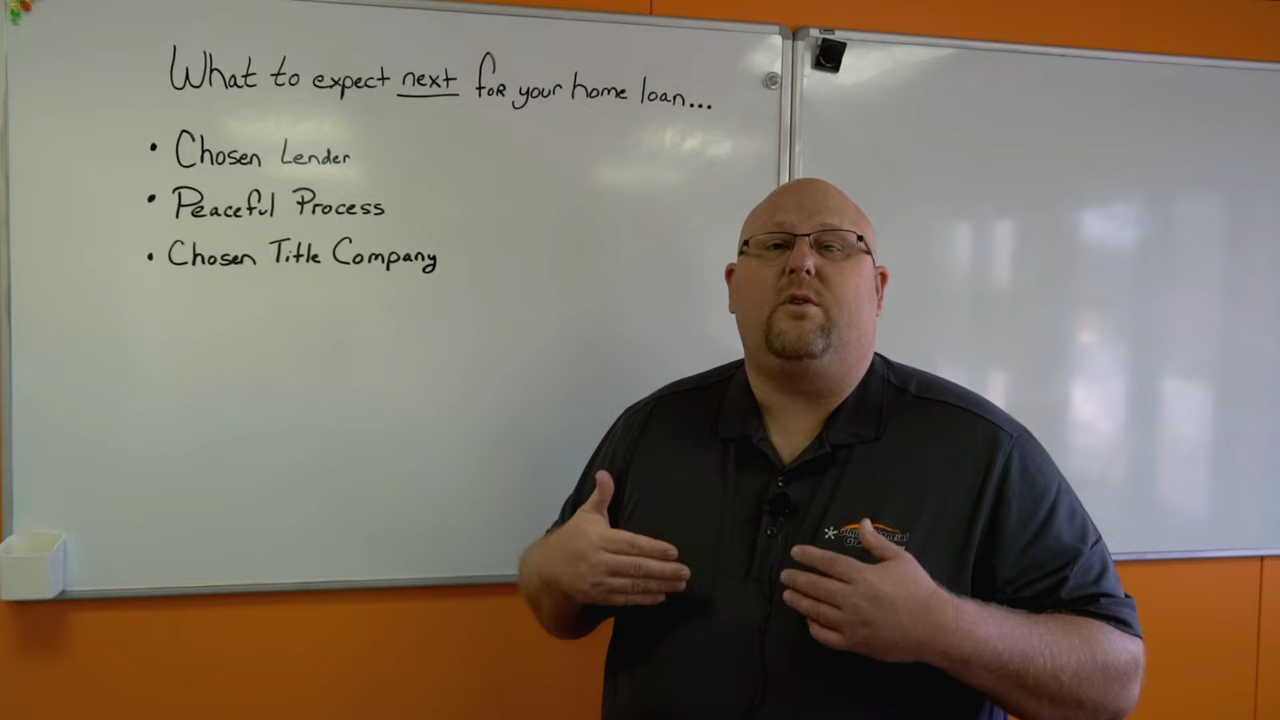 What to expect next for your home loan...
• Chosen Lender
• Peaceful Process
• Chosen Title Company